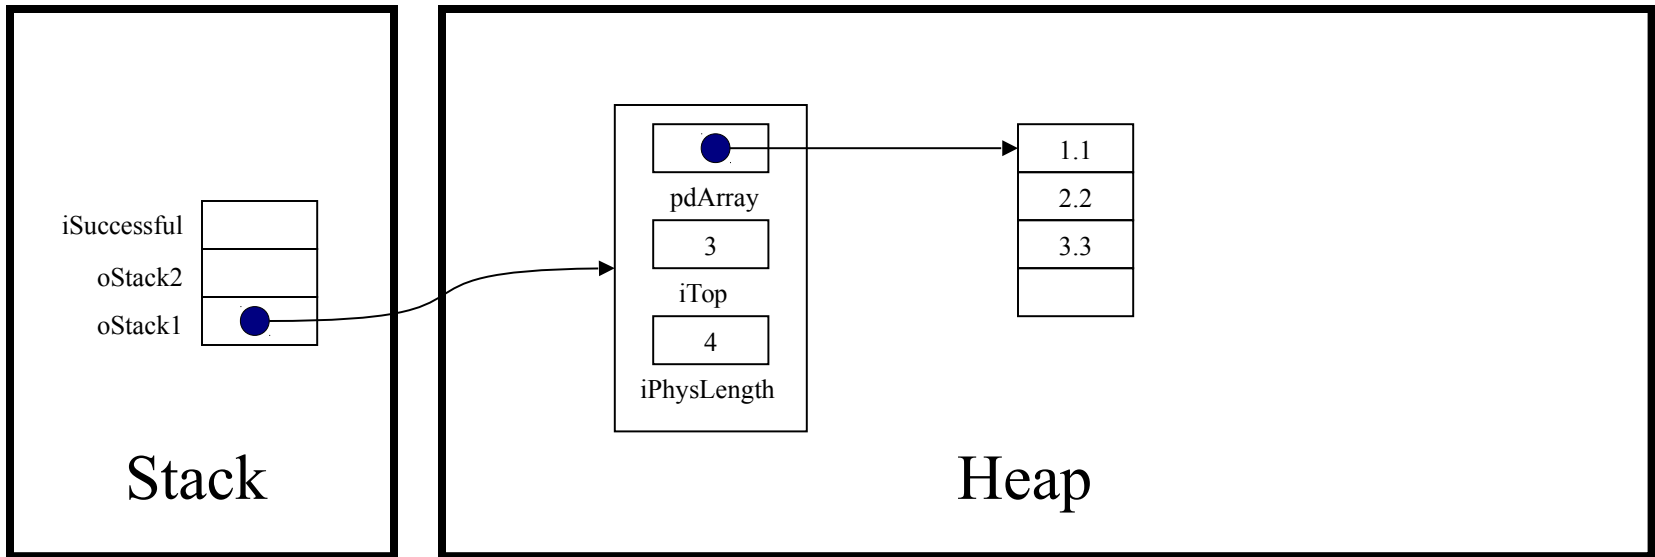 iSuccessful
oStack2
oStack1
Stack
pdArray
3
iTop
4
iPhysLength
1.1
2.2
3.3
Heap